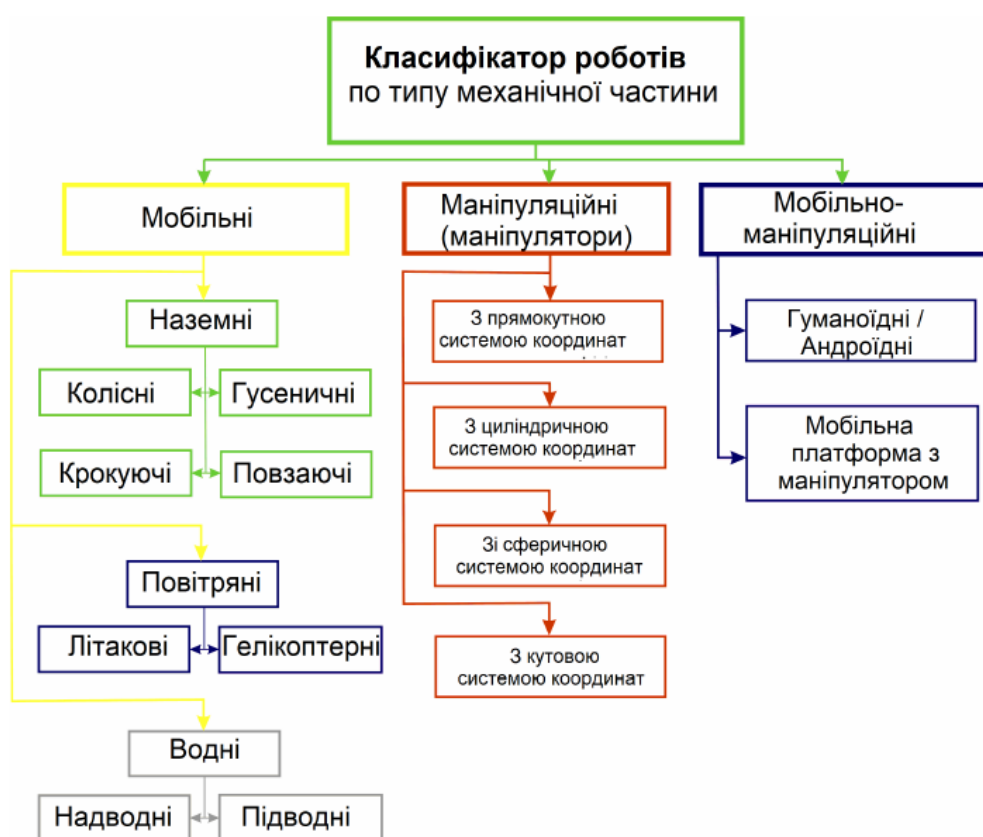 Класифікатор роботів
по типу механічної частини
Мобільні
Наземні
Колісні
Гусеничні
Крокуючі
Повзаючі
Повітряні
Літакові
Гелікоптерні
Водні
Надводні
Підводні
Маніпуляційні
(маніпулятори)
З прямокутною
системою координат
З циліндричною
системою координат
Зі сферичною
системою координат
З кутовою
системою координат
Мобільно-
маніпуляційні
Гуманоїдні /
Андроїдні
Мобільна
платформа з
маніпулятором